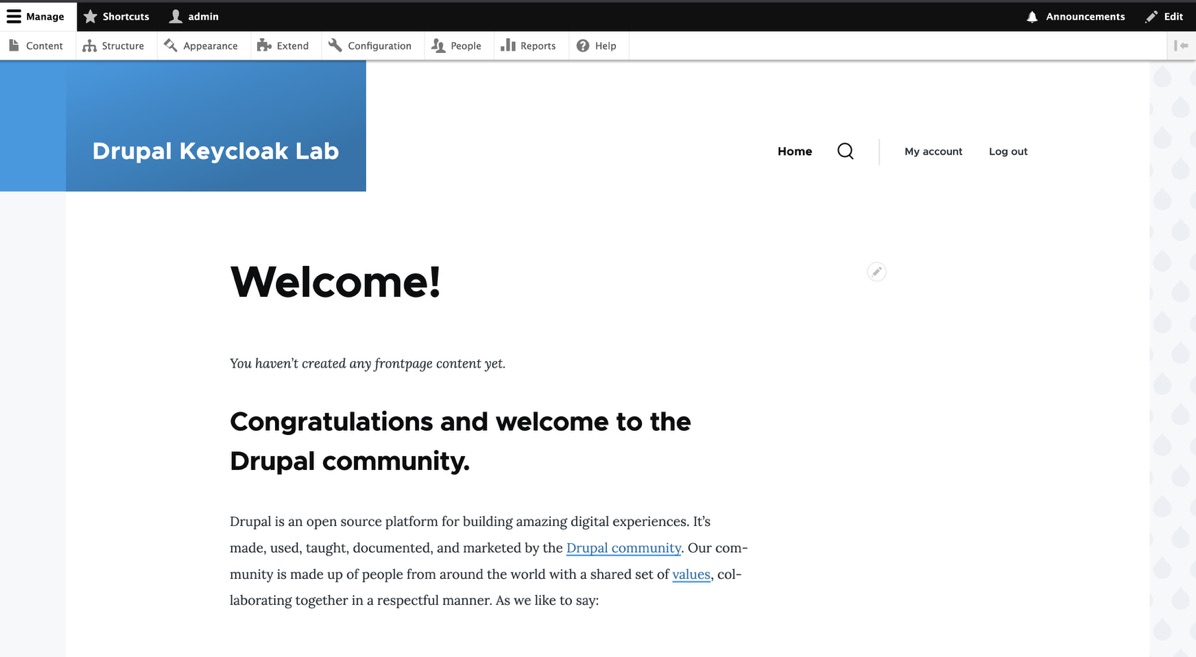 Manage Shortcuts admin Announcements Edit
Content Structure Appearance Extend Configuration People Reports Help
Drupal Keycloak Lab
Home My account Log out
Welcome!
You haven’t created any frontpage content yet.
Congratulations and welcome to the
Drupal community.
Drupal is an open source platform for building amazing digital experiences. It’s
made, used, taught, documented, and marketed by the Drupal community. Our com-
munity is made up of people from around the world with a shared set of values, col-
laborating together in a respectful manner. As we like to say: